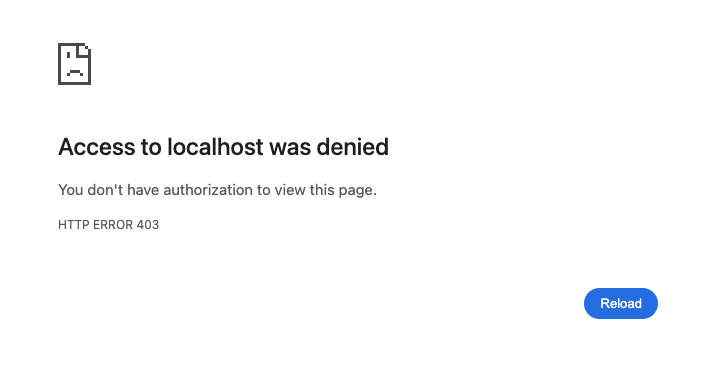 Access to localhost was denied
You don't have authorization to view this page.
HTTP ERROR 403
Reload